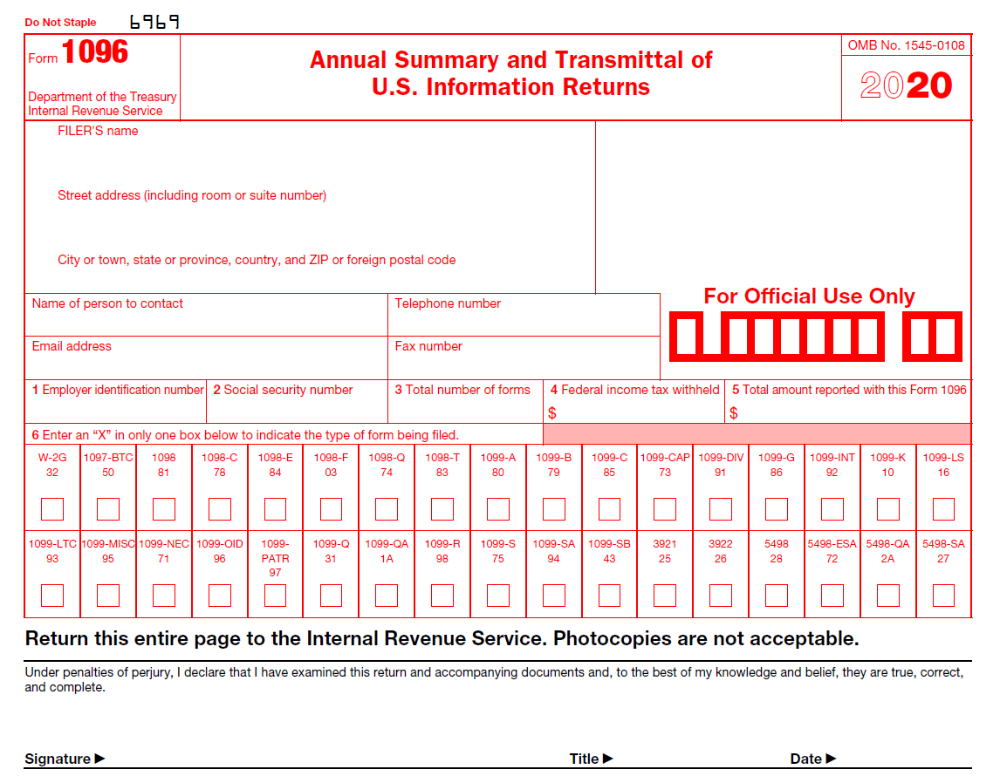 Do Not Staple 6969
Form 1096
Department of the Treasury
Internal Revenue Service
Annual Summary and Transmittal of
U.S. Information Returns
OMB No. 1545-0108
2020
FILER'S name
Street address (including room or suite number)
City or town, state or province, country, and ZIP or foreign postal code
Name of person to contact
Telephone number
Email address
Fax number
For Official Use Only
1 Employer identification number
2 Social security number
3 Total number of forms
4 Federal income tax withheld
$
5 Total amount reported with this Form 1096
$
6 Enter an “X” in only one box below to indicate the type of form being filed.
W-2G
32
1097-BTC
50
1098
81
1098-C
78
1098-E
84
1098-F
03
1098-Q
74
1098-T
83
1099-A
80
1099-B
79
1099-C
85
1099-CAP
73
1099-DIV
91
1099-G
86
1099-INT
92
1099-K
10
1099-LS
16
1099-LTC
93
1099-MISC
95
1099-NEC
71
1099-OID
96
1099-
PATR
97
1099-Q
31
1099-QA
1A
1099-R
98
1099-S
75
1099-SA
94
1099-SB
43
3921
25
3922
26
5498
28
5498-ESA
72
5498-QA
2A
5498-SA
27
Return this entire page to the Internal Revenue Service. Photocopies are not acceptable.
Under penalties of perjury, I declare that I have examined this return and accompanying documents and, to the best of my knowledge and belief, they are true, correct,
and complete.
Signature ▶ Title ▶ Date ▶